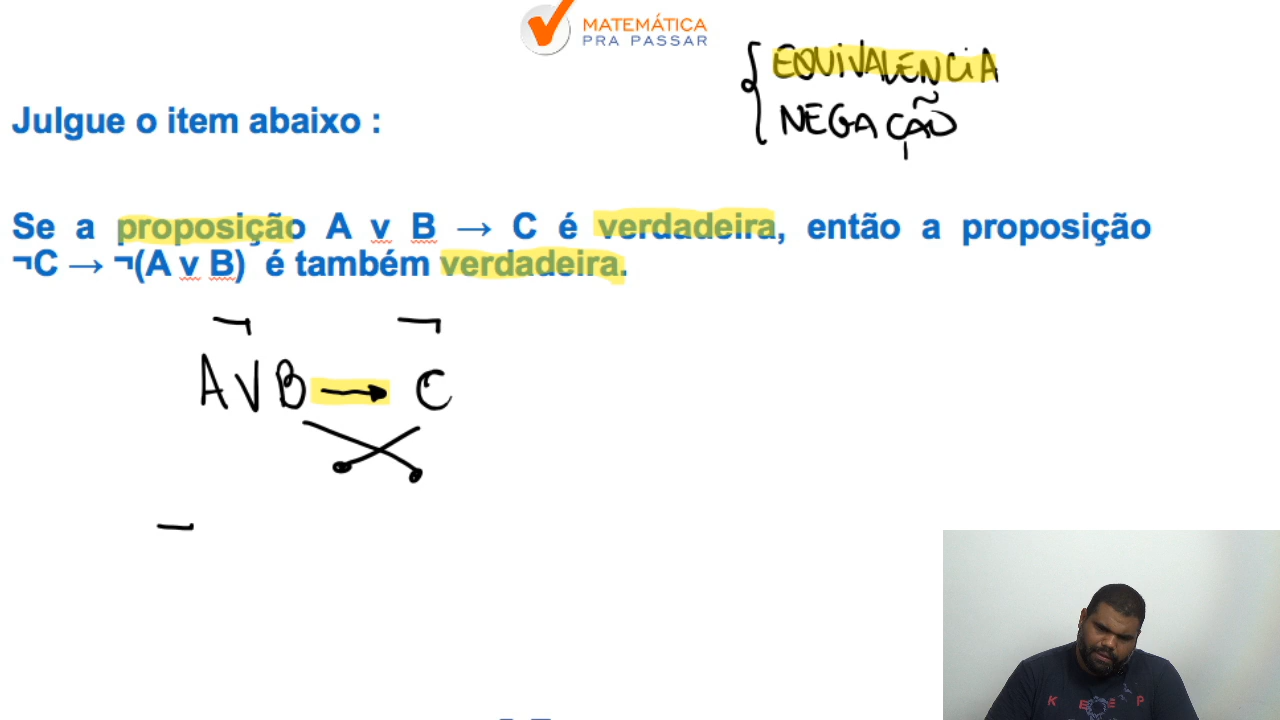 MATEMÁTICA
PRA PASSAR
EQUIVALENCIA
NEGAÇÃO
Julgue o item abaixo :
Se a proposição A v B → C é verdadeira, então a proposição
¬C → ¬(A v B) é também verdadeira.
¬ ¬
A V B → C
K E E P